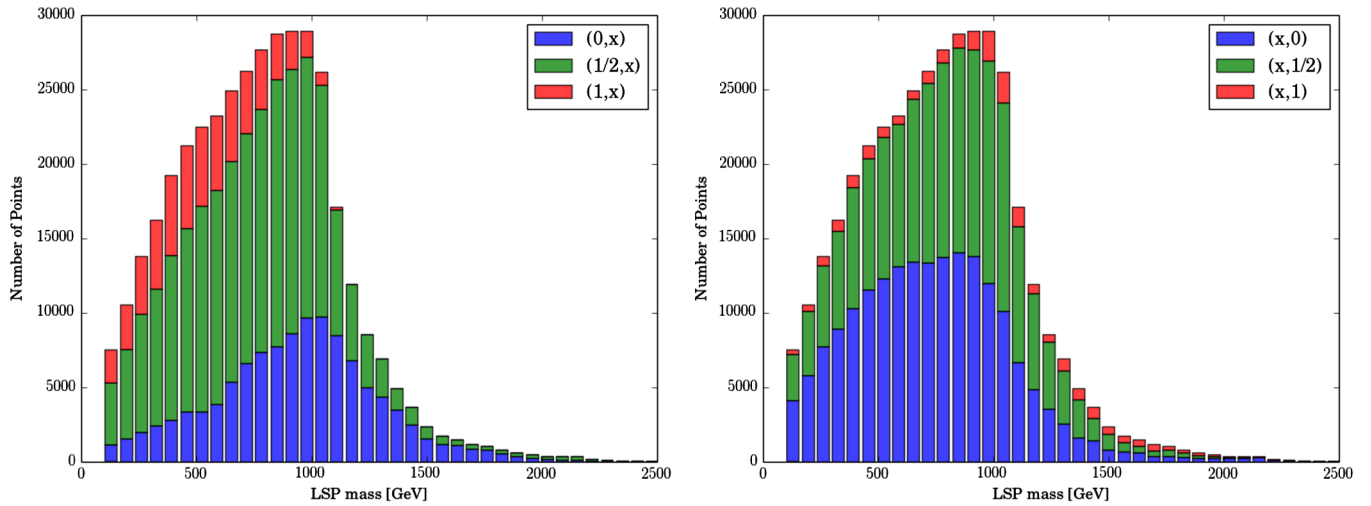 30000
25000
20000
15000
10000
5000
0
Number of Points
0 500 1000 1500 2000 2500
LSP mass [GeV]
(0,x)
(1/2,x)
(1,x)
30000
25000
20000
15000
10000
5000
0
Number of Points
0 500 1000 1500 2000 2500
LSP mass [GeV]
(x,0)
(x,1/2)
(x,1)